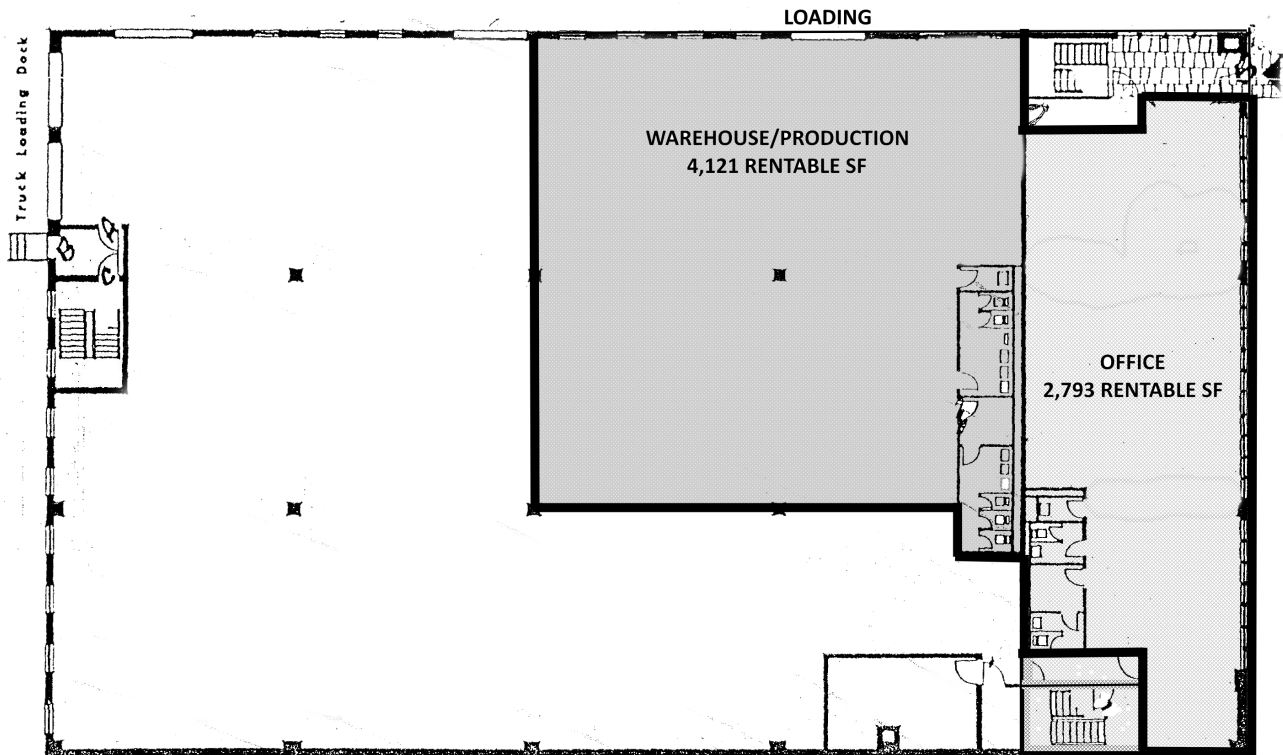 LOADING
Truck Loading Dock
WAREHOUSE/PRODUCTION
4,121 RENTABLE SF
B
A
C
OFFICE
2,793 RENTABLE SF